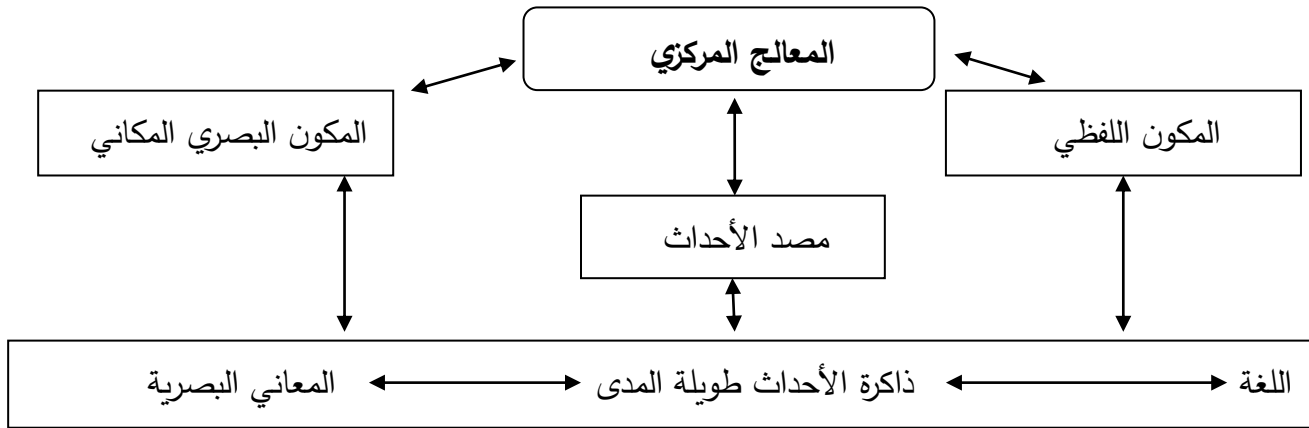 المعالج المركزي
المكون اللفظي
المكون البصري المكاني
مصد الأحداث
اللغة
ذاكرة الأحداث طويلة المدى
المعاني البصرية